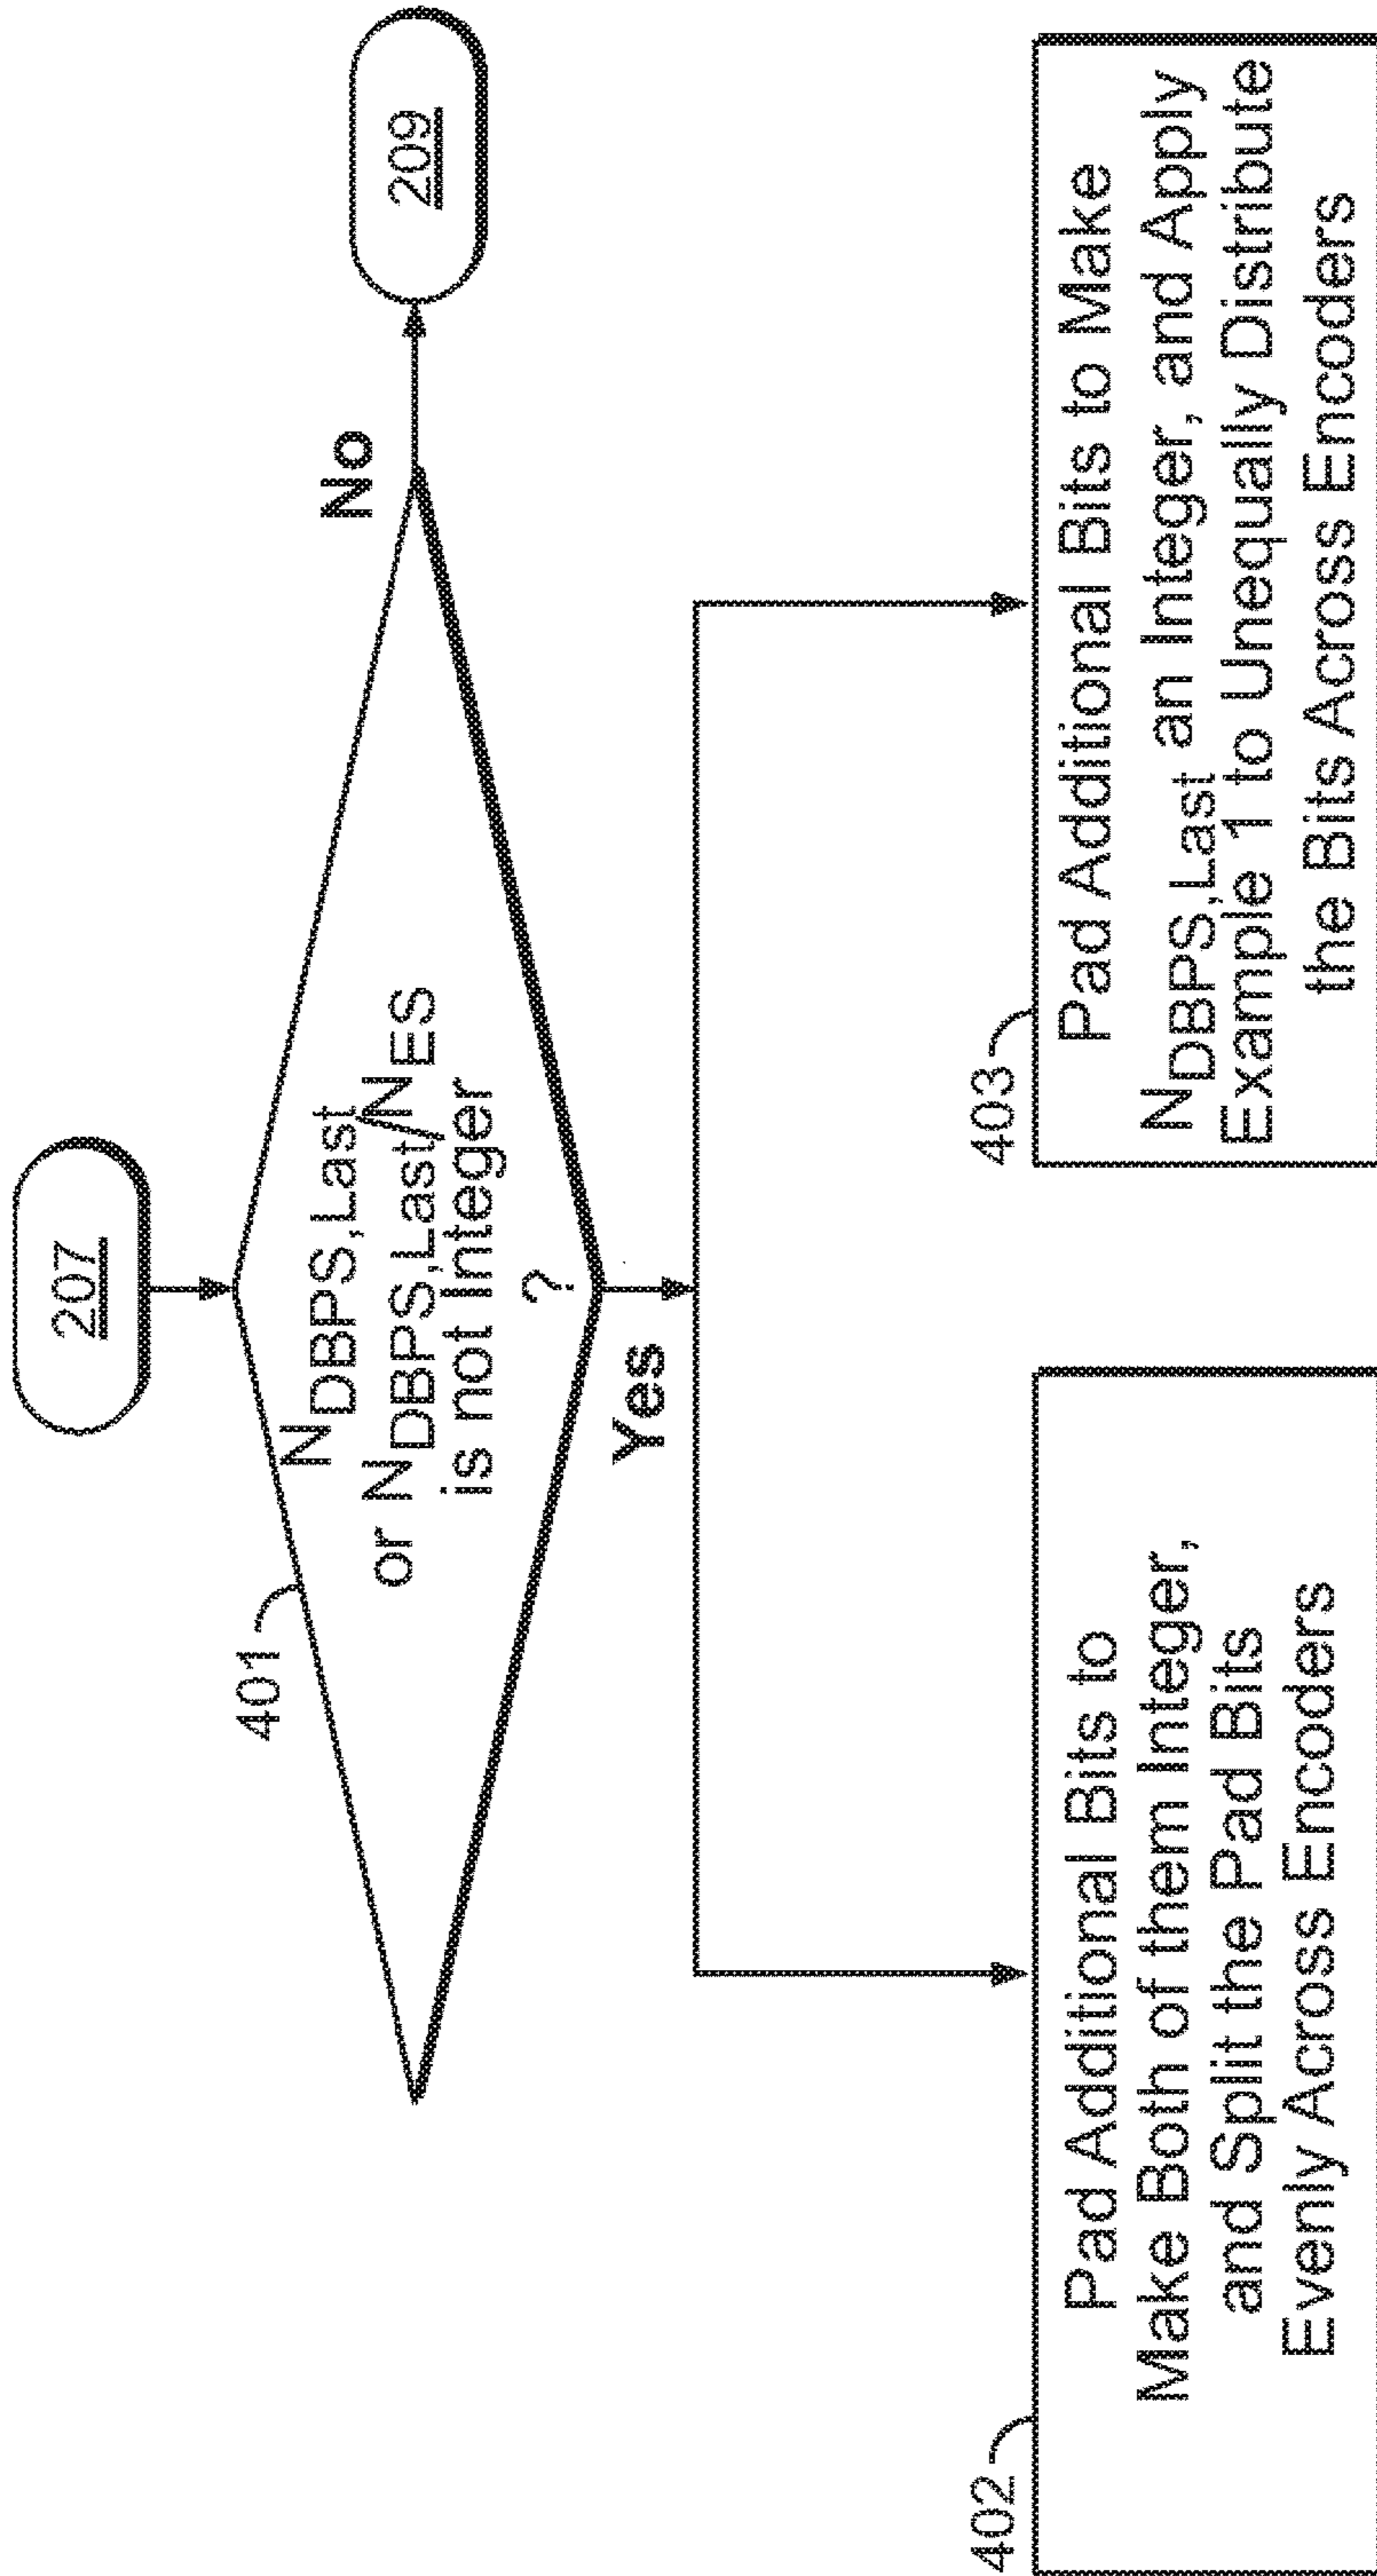 207
401
N DBPS,Last
or N DBPS,Last/NES
is not Integer
?
No
209
Yes
402
Pad Additional Bits to
Make Both of them Integer,
and Split the Pad Bits
Evenly Across Encoders
403
Pad Additional Bits to Make
N DBPS,Last an Integer, and Apply
Example 1 to Unequally Distribute
the Bits Across Encoders